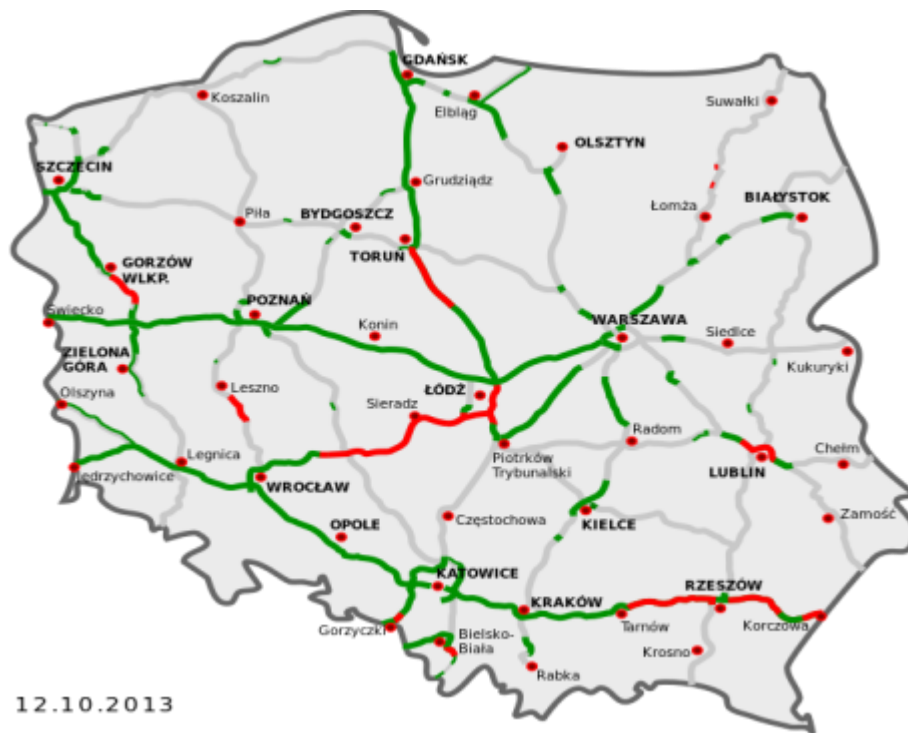 GDAŃSK
Koszalin
Elbląg
Suwałki
OLSZTYN
SZCZECIN
Grudziądz
Łomża
BIAŁYSTOK
Piła
BYDGOSZCZ
TORUŃ
GORZÓW
WLKP.
POZNAŃ
Świecko
Konin
WARSZAWA
Siedlce
Kukuryki
ZIELONA
GÓRA
Olszyna
Leszno
ŁÓDŹ
Sieradz
Radom
Piotrków
Trybunalski
LUBLIN
Chełm
Legnica
Jędrzychowice
WROCŁAW
Częstochowa
KIELCE
Zamość
OPOLE
KATOWICE
RZESZÓW
KRAKÓW
Gorzyczki
Tarnów
Korczowa
Bielsko-
Biała
Krosno
Rabka
12.10.2013